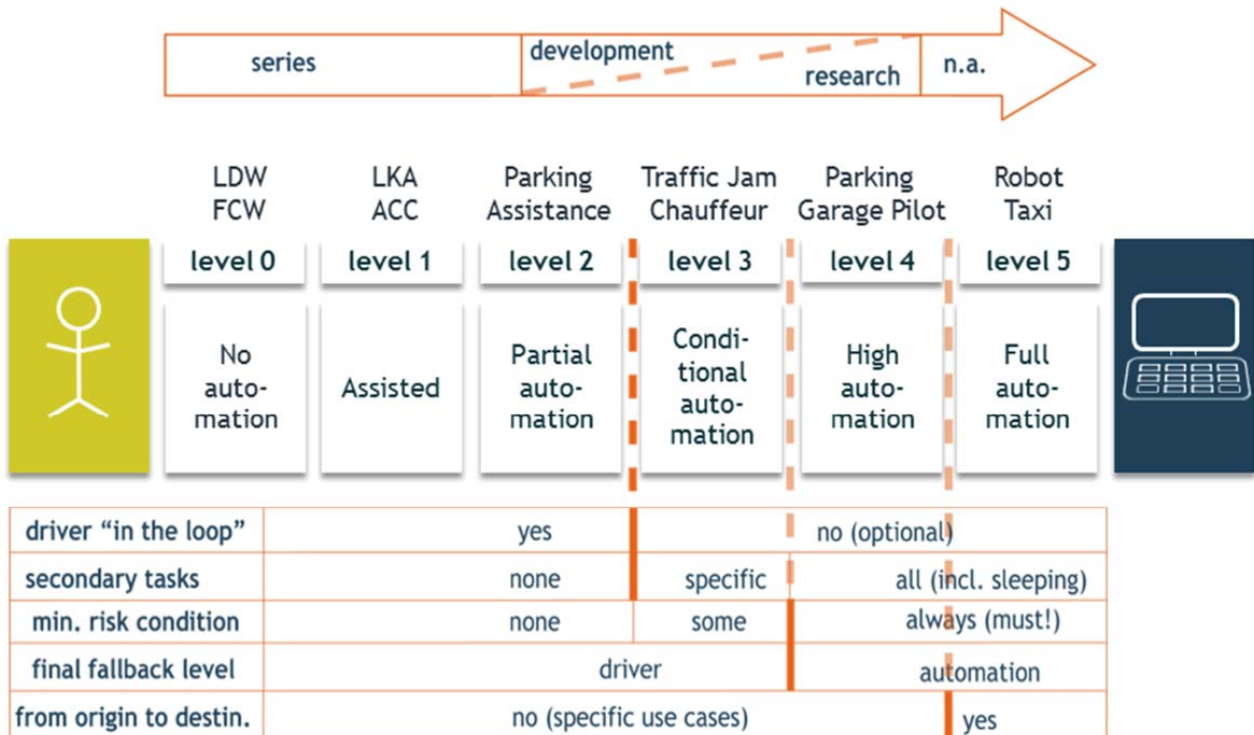 series
development
research
n.a.
LDW
FCW
LKA
ACC
Parking
Assistance
Traffic Jam
Chauffeur
Parking
Garage Pilot
Robot
Taxi
level 0
level 1
level 2
level 3
level 4
level 5
No
auto-
mation
Assisted
Partial
auto-
mation
Condi-
tional
auto-
mation
High
auto-
mation
Full
auto-
mation
driver “in the loop” yes no (optional)
secondary tasks none specific all (incl. sleeping)
min. risk condition none some always (must!)
final fallback level driver automation
from origin to destin. no (specific use cases) yes